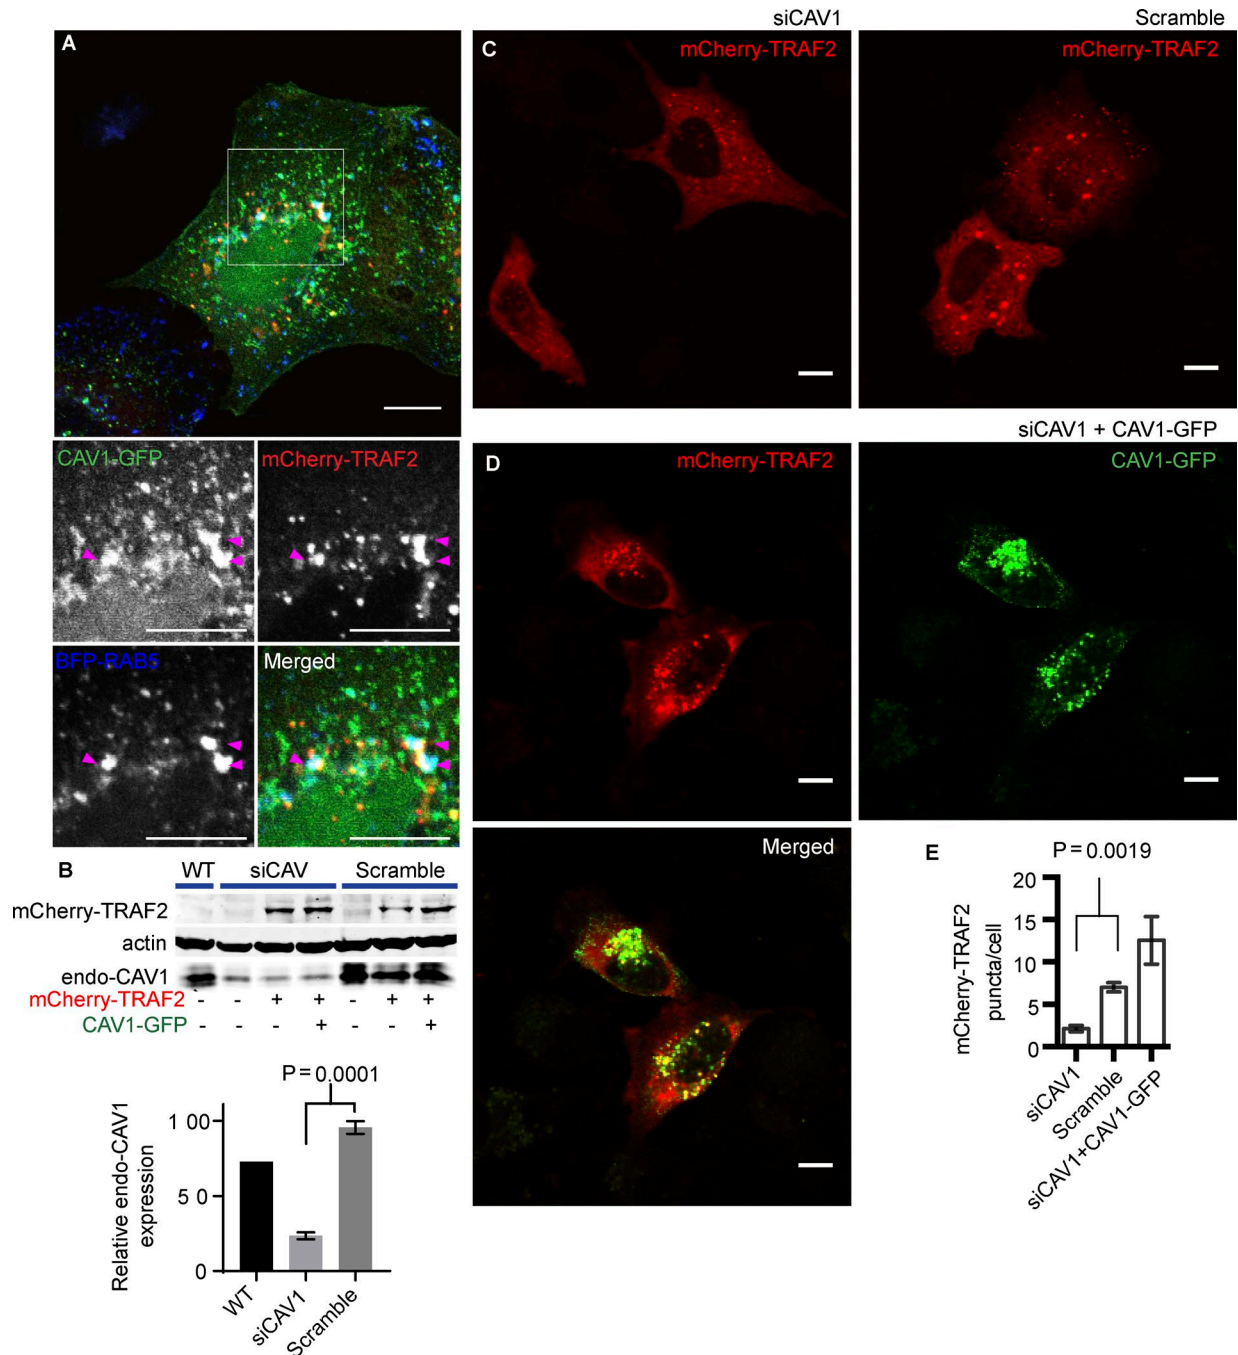 A
CAV1-GFP
mCherry-TRAF2
BFP-RAB5
Merged
B
WT siCAV Scramble
mCherry-TRAF2
actin
endo-CAV1
mCherry-TRAF2 - - + + - + +
CAV1-GFP - - - + - - +
P = 0.0001
Relative endo-CAV1
expression
1 00
5 0
0
WT
siCAV1
Scramble
siCAV1
C
mCherry-TRAF2
Scramble
mCherry-TRAF2
siCAV1 + CAV1-GFP
D
mCherry-TRAF2
CAV1-GFP
Merged
E
P = 0.0019
mCherry-TRAF2
puncta/cell
20
15
10
5
0
siCAV1
Scramble
siCAV1+CAV1-GFP